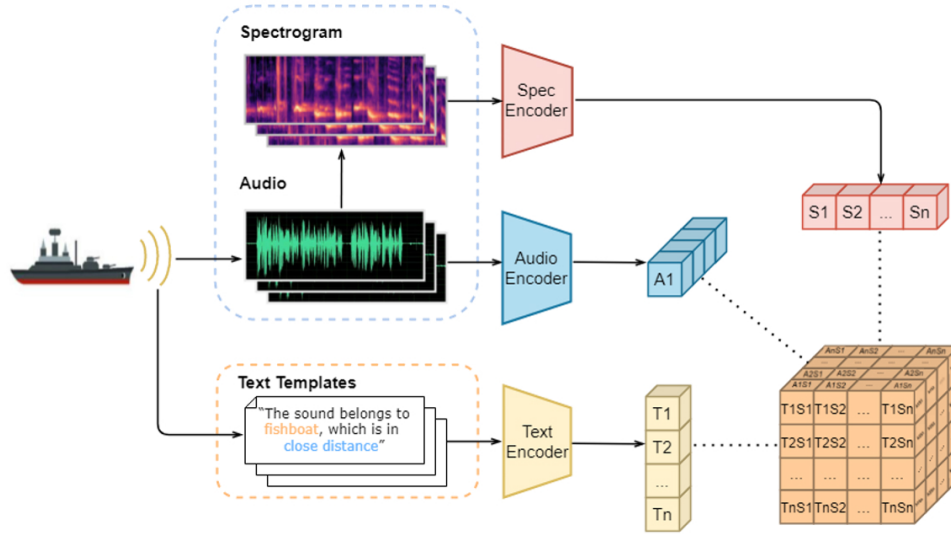 Spectrogram
Spec
Encoder
S1 S2 ... Sn
Audio
Audio
Encoder
A1
Text Templates
"The sound belongs to
fishboat, which is in
close distance"
Text
Encoder
T1
T2
...
Tn
AnS1 AnS2 ... AnSn
A2S1 A2S2 ... A2Sn
A1S1 A1S2 ... A1Sn
T1S1 T1S2 ... T1Sn
T2S1 T2S2 ... T2Sn
... ... ... ...
TnS1 TnS2 ... TnSn